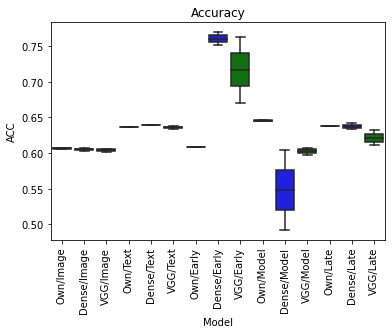 Accuracy
ACC
0.75
0.70
0.65
0.60
0.55
0.50
Own/Image
Dense/Image
VGG/Image
Own/Text
Dense/Text
VGG/Text
Own/Early
Dense/Early
VGG/Early
Own/Model
Dense/Model
VGG/Model
Own/Late
Dense/Late
VGG/Late
Model